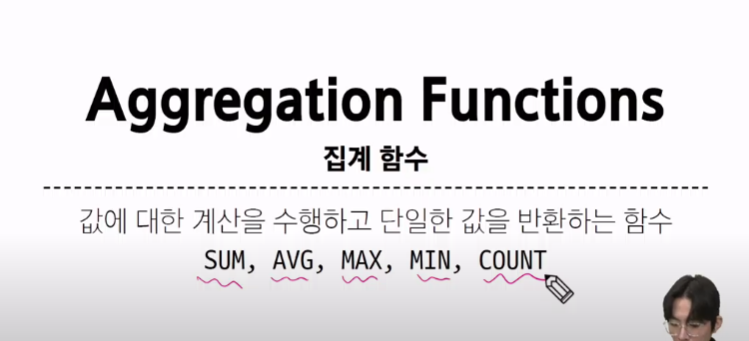 Aggregation Functions
집계 함수
값에 대한 계산을 수행하고 단일한 값을 반환하는 함수
SUM, AVG, MAX, MIN, COUNT